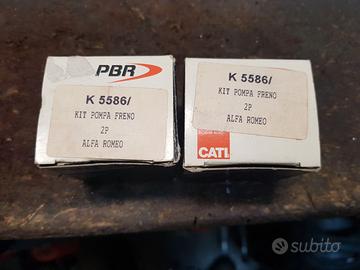 PBR
K 5586/
KIT POMPA FRENO
2P
ALFA ROMEO
K 5586/
KIT POMPA FRENO
2P
ALFA ROMEO
CATI
subito